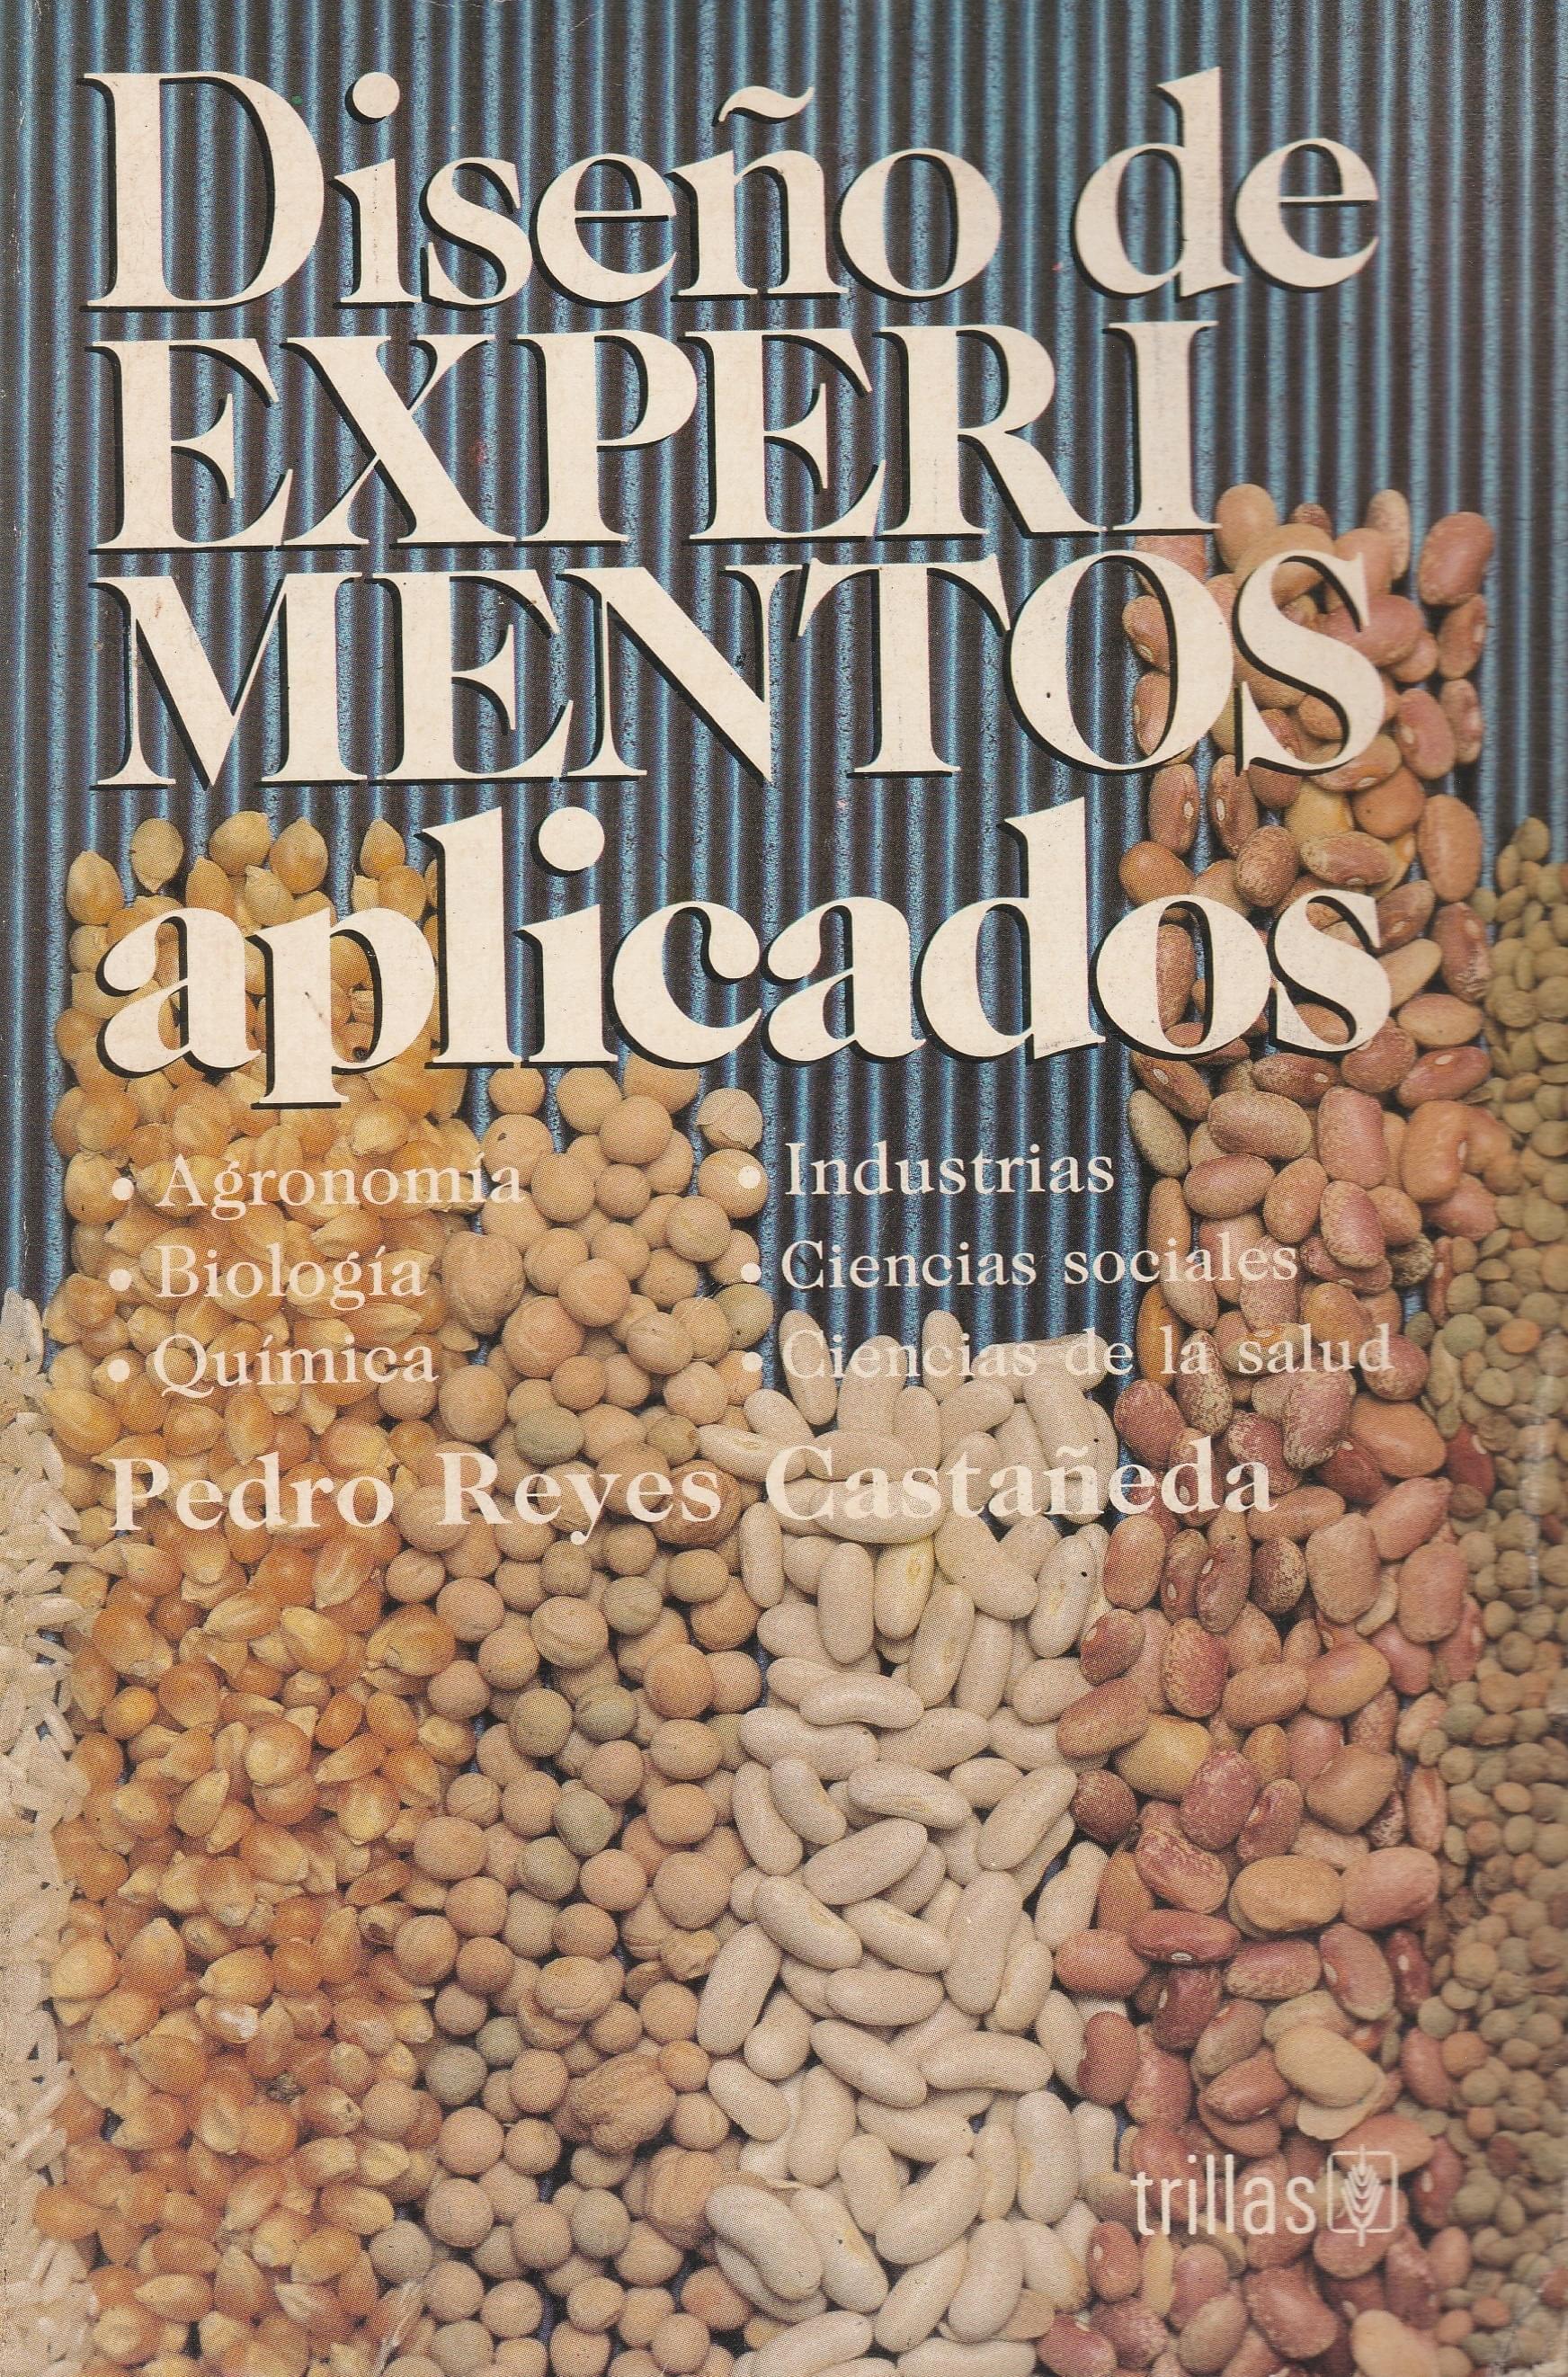 Diseño de
EXPERI
MENTOS
aplicados
• Agronomía
• Biología
• Química
• Industrias
• Ciencias sociales
• Ciencias de la salud
Pedro Reyes Castañeda
trillas